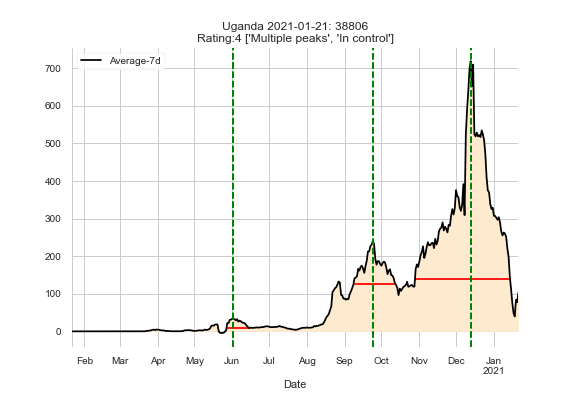 Uganda 2021-01-21: 38806
Rating:4 ['Multiple peaks', 'In control']
Average-7d
700
600
500
400
300
200
100
0
Feb Mar Apr May Jun Jul Aug Sep Oct Nov Dec Jan
2021
Date